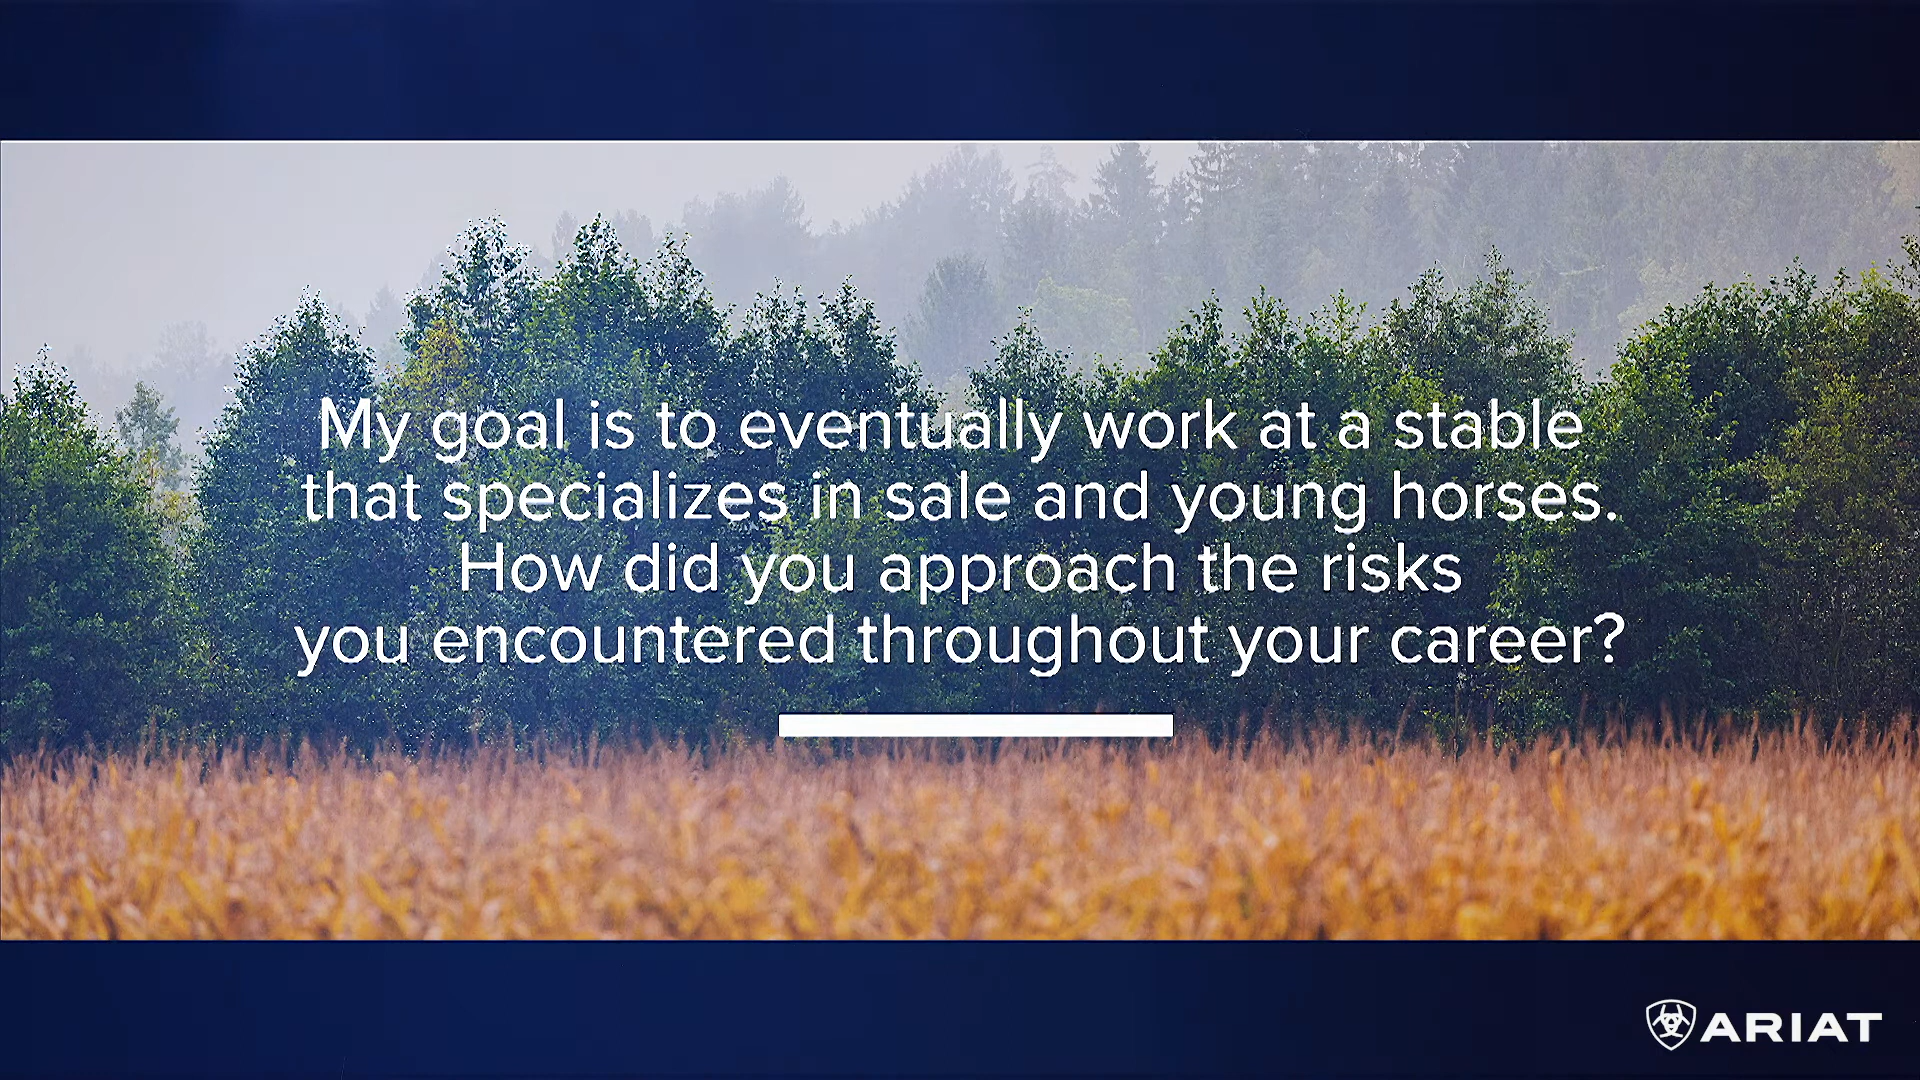 My goal is to eventually work at a stable
that specializes in sale and young horses.
How did you approach the risks
you encountered throughout your career?
ARIAT